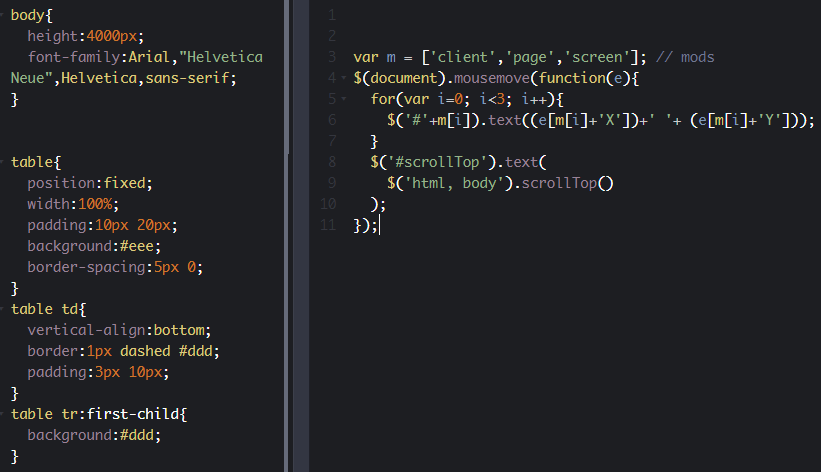 body{
  height:4000px;
  font-family:Arial,"Helvetica
Neue",Helvetica,sans-serif;
}
table{
  position:fixed;
  width:100%;
  padding:10px 20px;
  background:#eee;
  border-spacing:5px 0;
}
table td{
  vertical-align:bottom;
  border:1px dashed #ddd;
  padding:3px 10px;
}
table tr:first-child{
  background:#ddd;
}
1
2
3 var m = ['client','page','screen']; // mods
4 $(document).mousemove(function(e){
5   for(var i=0; i<3; i++){
6     $('#'+m[i]).text((e[m[i]+'X'])+' '+ (e[m[i]+'Y']));
7   }
8   $('#scrollTop').text(
9     $('html, body').scrollTop()
10   );
11 });